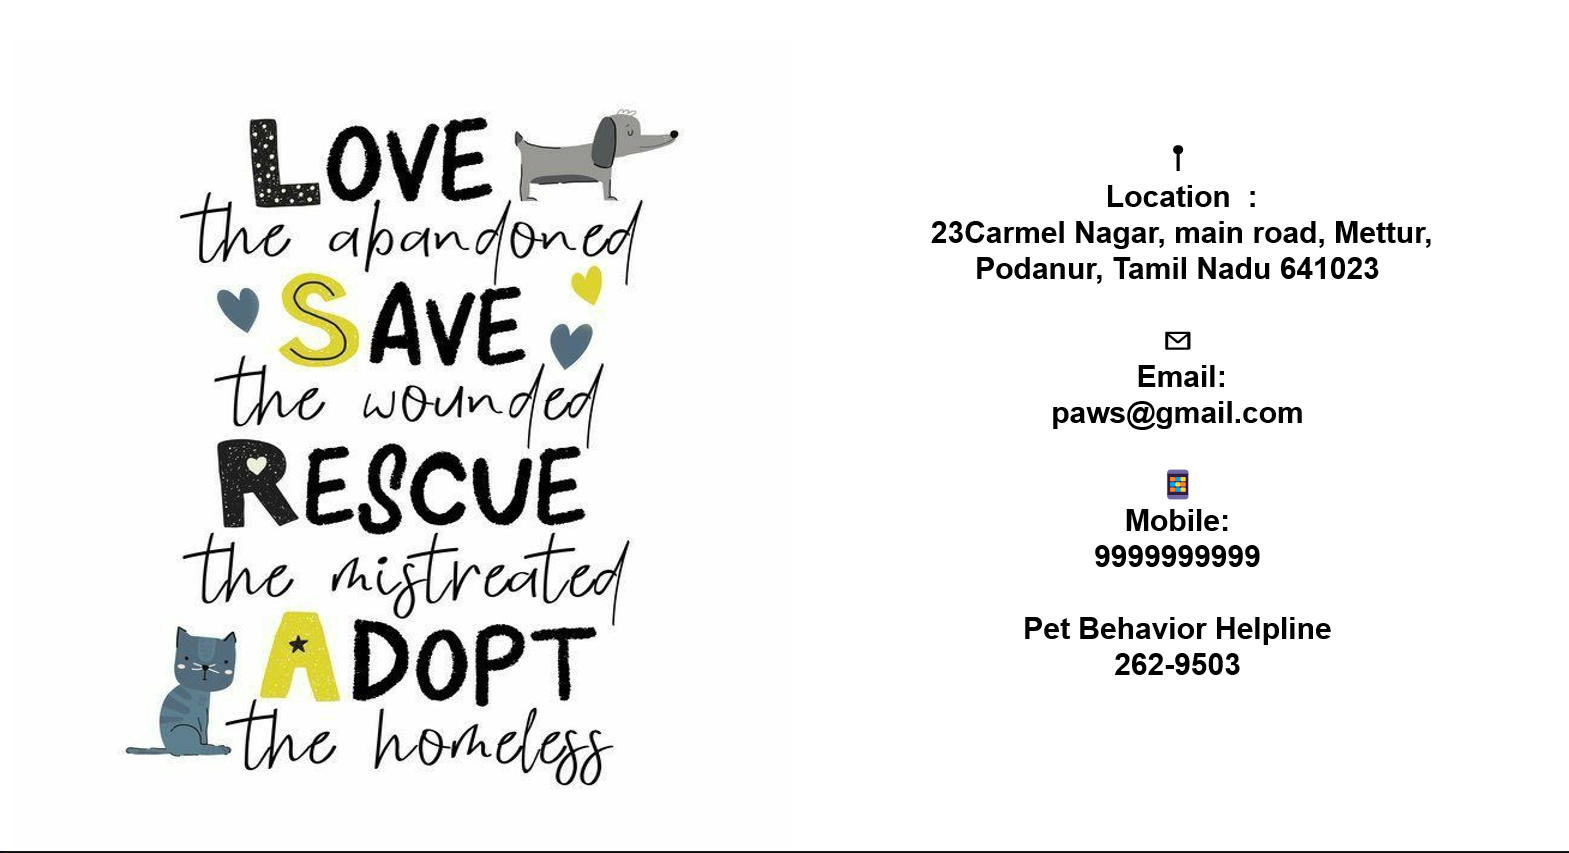 LOVE
the abandoned
SAVE
the wounded
RESCUE
the mistreated
ADOPT
the homeless
Location :
23Carmel Nagar, main road, Mettur,
Podanur, Tamil Nadu 641023
Email:
paws@gmail.com
Mobile:
9999999999
Pet Behavior Helpline
262-9503